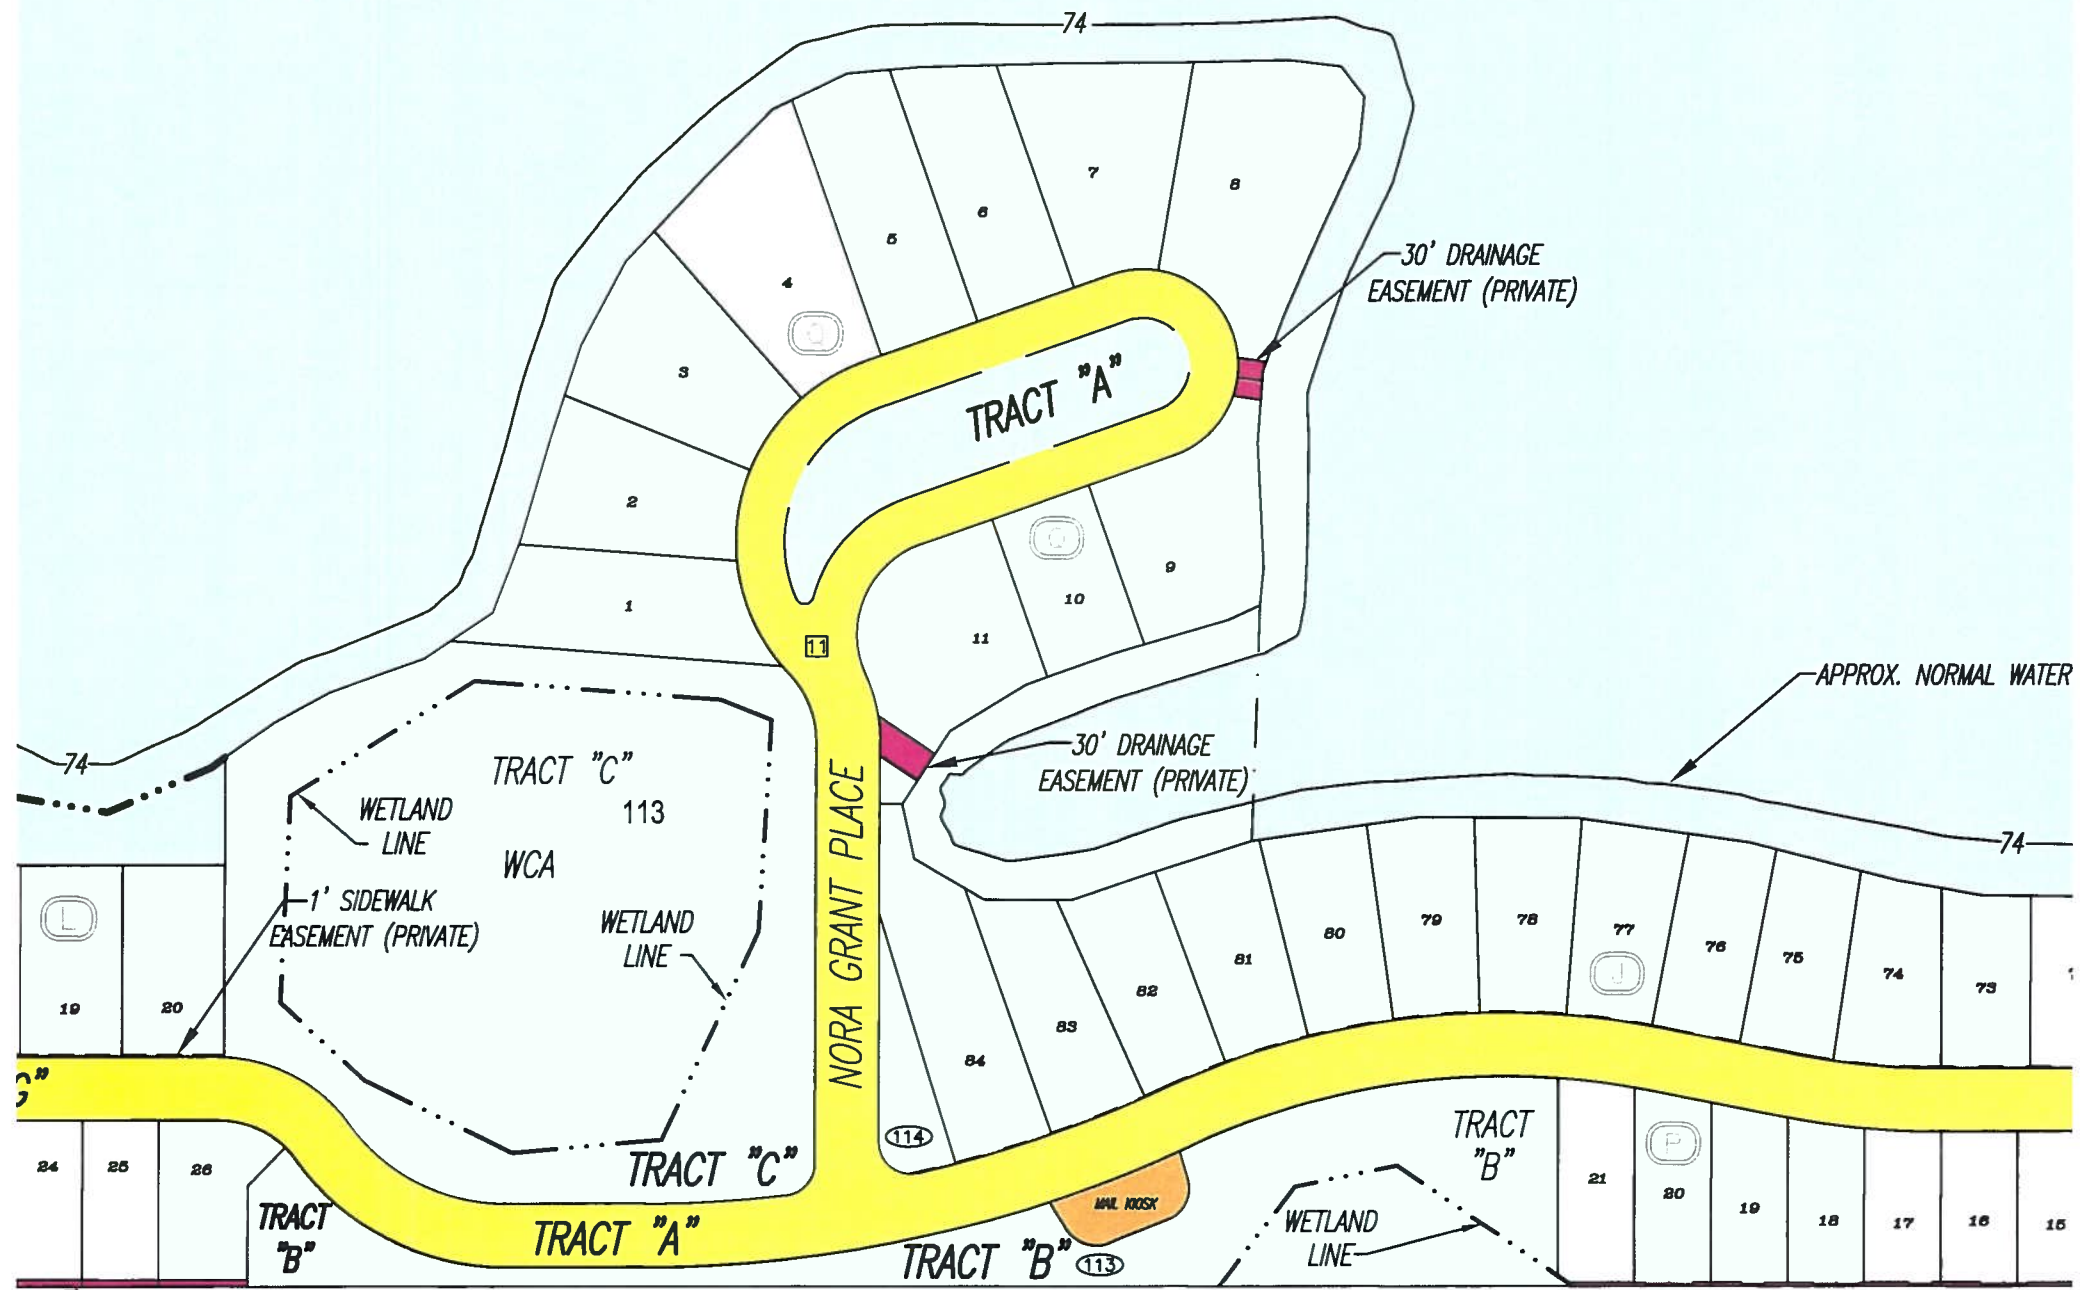 74
7
8
6
5
30' DRAINAGE
EASEMENT (PRIVATE)
4
Q
3
TRACT "A"
2
Q
9
10
1
11
11
APPROX. NORMAL WATER
74
TRACT "C"
113
WETLAND
LINE
WCA
30' DRAINAGE
EASEMENT (PRIVATE)
NORA GRANT PLACE
74
L
1' SIDEWALK
EASEMENT (PRIVATE)
WETLAND
LINE
19
20
84
83
82
81
80
79
78
77
J
76
75
74
73
114
TRACT "C"
24
25
26
TRACT
"B"
TRACT "A"
MAIL KIOSK
TRACT "B"
113
WETLAND
LINE
TRACT
"B"
21
P
20
19
18
17
16
15